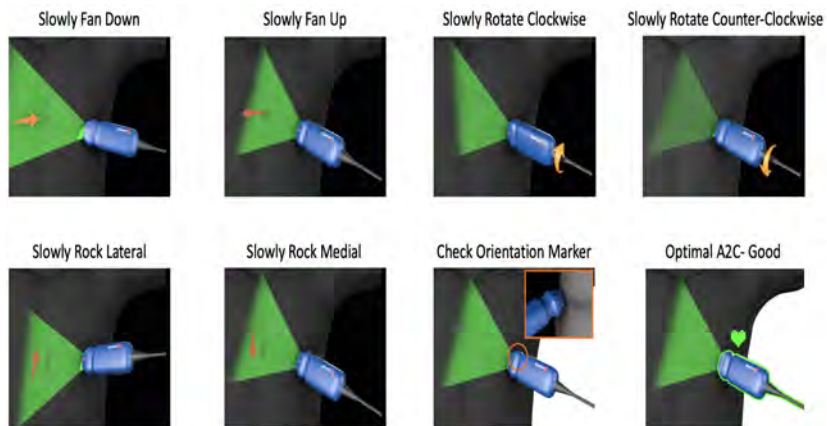 Slowly Fan Down
Slowly Fan Up
Slowly Rotate Clockwise
Slowly Rotate Counter-Clockwise
Slowly Rock Lateral
Slowly Rock Medial
Check Orientation Marker
Optimal A2C- Good